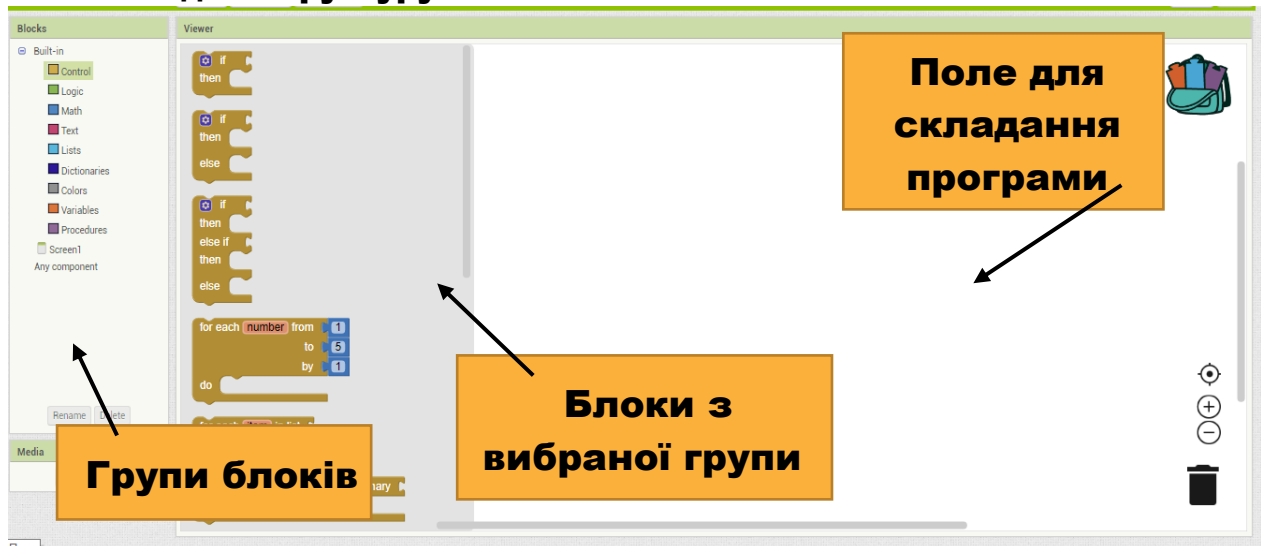 Blocks
Viewer
Built-in
Control
Logic
Math
Text
Lists
Dictionaries
Colors
Variables
Procedures
Screen1
Any component
Rename
Media
if
then
if
then
else
if
then
else if
then
else
for each number from 1
to 5
by 1
do
Поле для
складання
програми
Блоки з
вибраної групи
Групи блоків